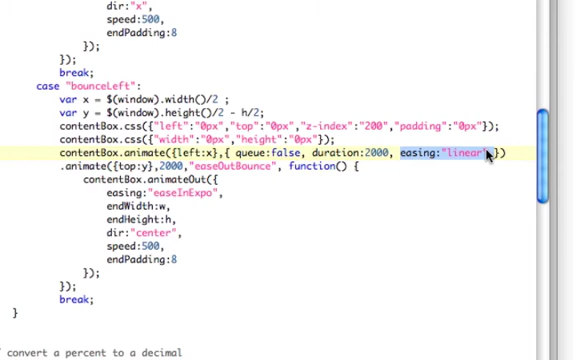 dir:"x",
speed:500,
endPadding:8
});
});
break;
case "bounceLeft":
var x = $(window).width()/2 ;
var y = $(window).height()/2 - h/2;
contentBox.css({"left":"0px","top":"0px","z-index":"200","padding":"0px"});
contentBox.css({"width":"0px","height":"0px"});
contentBox.animate({left:x},{ queue:false, duration:2000, easing:"linear" })
.animate({top:y},2000,"easeOutBounce", function() {
contentBox.animateOut({
easing:"easeInExpo",
endWidth:w,
endHeight:h,
dir:"center",
speed:500,
endPadding:8
});
});
break;
}
/ convert a percent to a decimal